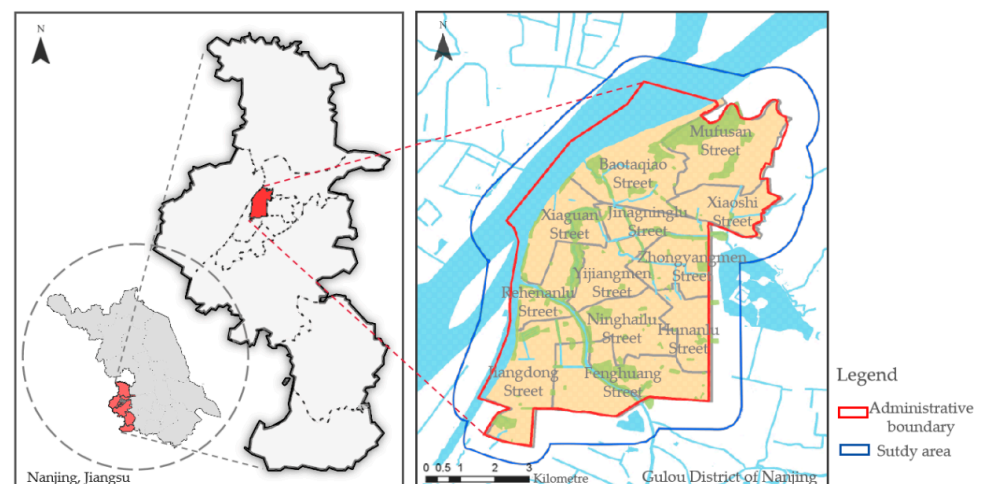 N
Nanjing, Jiangsu
N
Mufusan
Street
Baotaqiao
Street
Xiaoshi
Street
Xiaguan
Street
Jinagninglu
Street
Zhongyangmen
Street
Yijiangmen
Street
Rehenanlu
Street
Ninghailu
Street
Hunanlu
Street
Jiangdong
Street
Fenghuang
Street
0 0.5 1 2 3
Kilometre
Gulou District of Nanjing
Legend
Administrative
boundary
Sutdy area